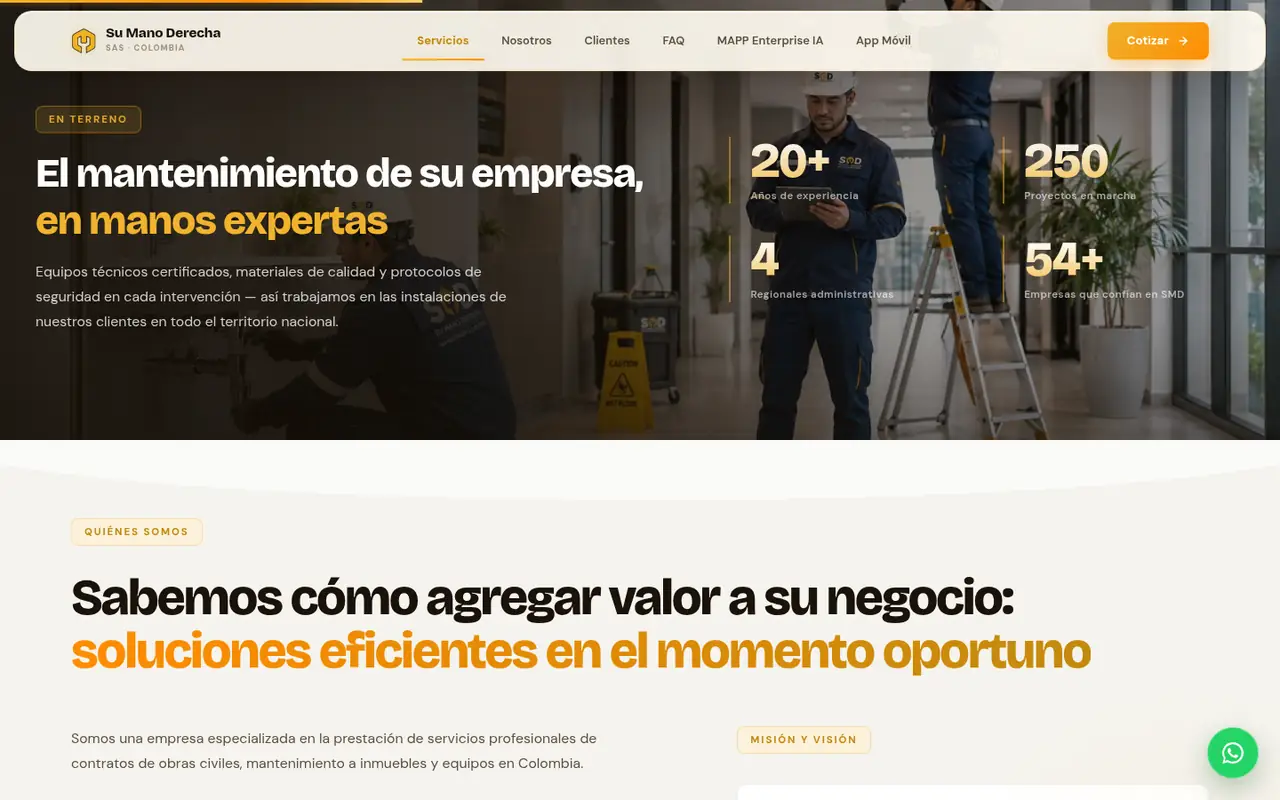 Su Mano Derecha
SAS · COLOMBIA
Servicios
Nosotros
Clientes
FAQ
MAPP Enterprise IA
App Móvil
Cotizar →
EN TERRENO
El mantenimiento de su empresa,
en manos expertas
Equipos técnicos certificados, materiales de calidad y protocolos de
seguridad en cada intervención — así trabajamos en las instalaciones de
nuestros clientes en todo el territorio nacional.
20+
Años de experiencia
250
Proyectos en marcha
4
Regionales administrativas
54+
Empresas que confían en SMD
SMD
SMD
SMD
SMD
CAUTION
QUIÉNES SOMOS
Sabemos cómo agregar valor a su negocio:
soluciones eficientes en el momento oportuno
Somos una empresa especializada en la prestación de servicios profesionales de
contratos de obras civiles, mantenimiento a inmuebles y equipos en Colombia.
MISIÓN Y VISIÓN